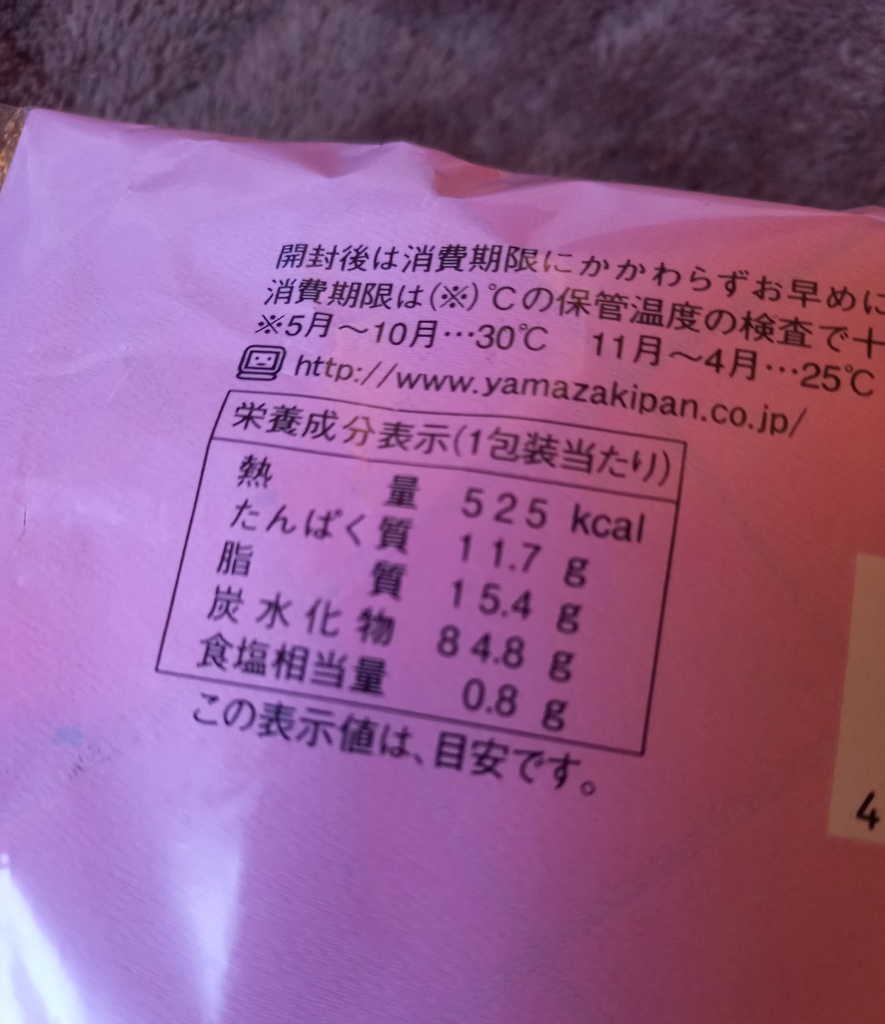 開封後は消費期限にかかわらずお早めに
消費期限は(※)℃の保管温度の検査で十
※5月～10月…30℃ 11月～4月…25℃
http://www.yamazakipan.co.jp/
栄養成分表示(1包装当たり)
熱量 525 kcal
たんぱく質 11.7 g
脂質 15.4 g
炭水化物 84.8 g
食塩相当量 0.8 g
この表示値は、目安です。
4